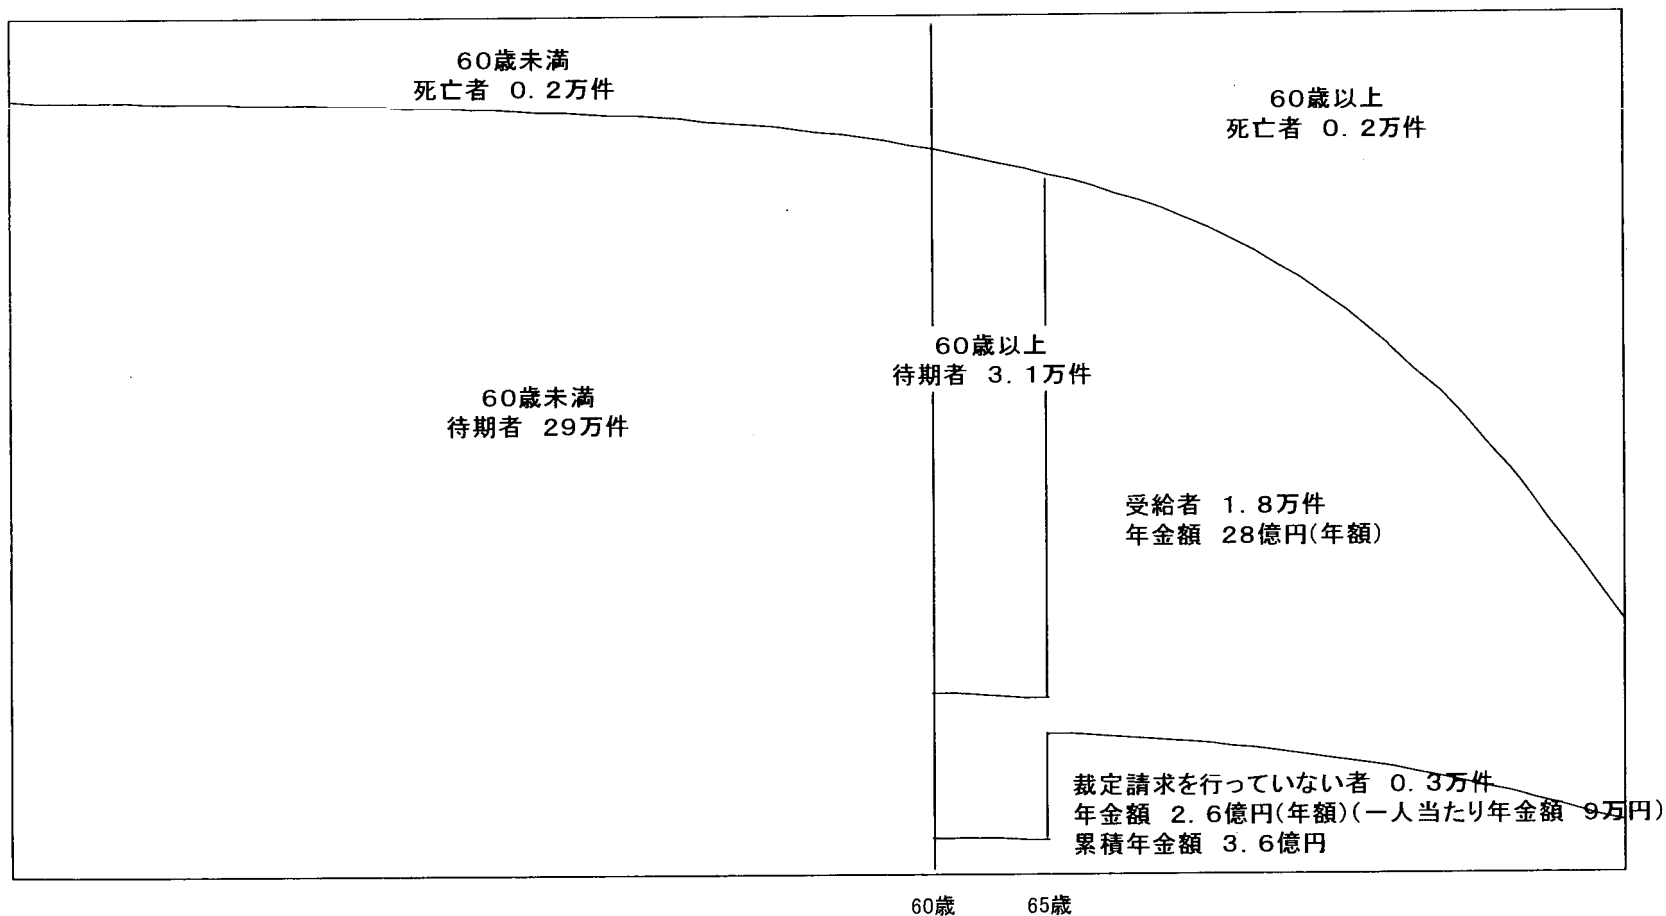 60歳未満
死亡者 0.2万件
60歳以上
死亡者 0.2万件
60歳以上
待期者 3.1万件
60歳未満
待期者 29万件
受給者 1.8万件
年金額 28億円(年額)
裁定請求を行っていない者 0.3万件
年金額 2.6億円(年額)(一人当たり年金額 9万円)
累積年金額 3.6億円
60歳 65歳